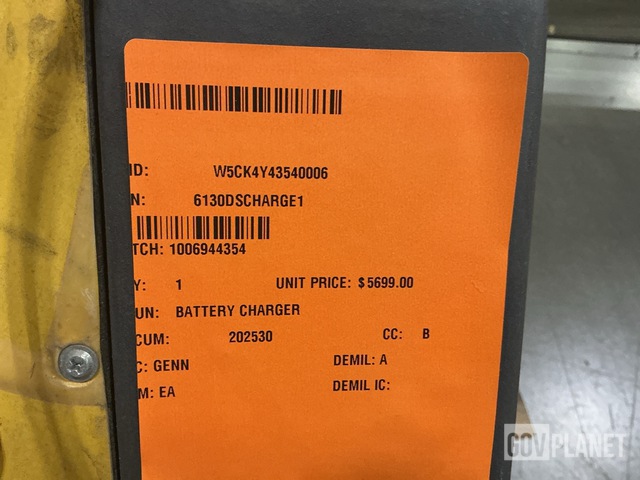 ID: W5CK4Y43540006
N: 6130DSCHARGE1
TCH: 1006944354
Y: 1 UNIT PRICE: $5699.00
UN: BATTERY CHARGER
CUM: 202530 CC: B
C: GENN DEMIL: A
M: EA DEMIL IC:
GOVPLANET